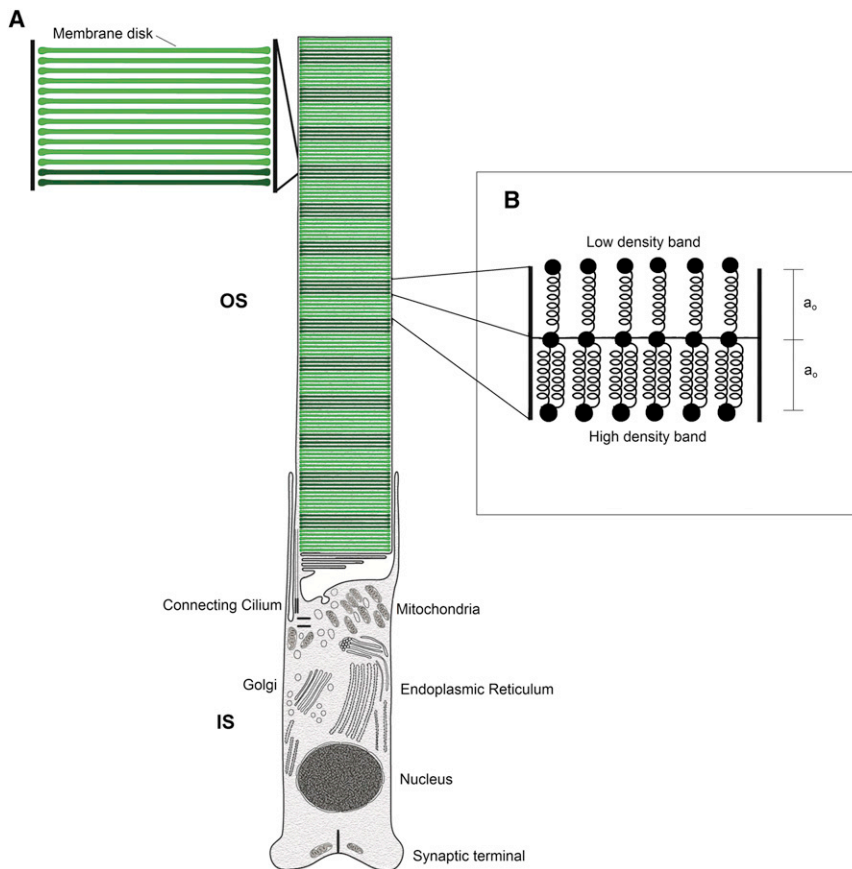 A
Membrane disk
OS
B
Low density band
aₒ
aₒ
High density band
Connecting Cilium
Mitochondria
Golgi
Endoplasmic Reticulum
IS
Nucleus
Synaptic terminal